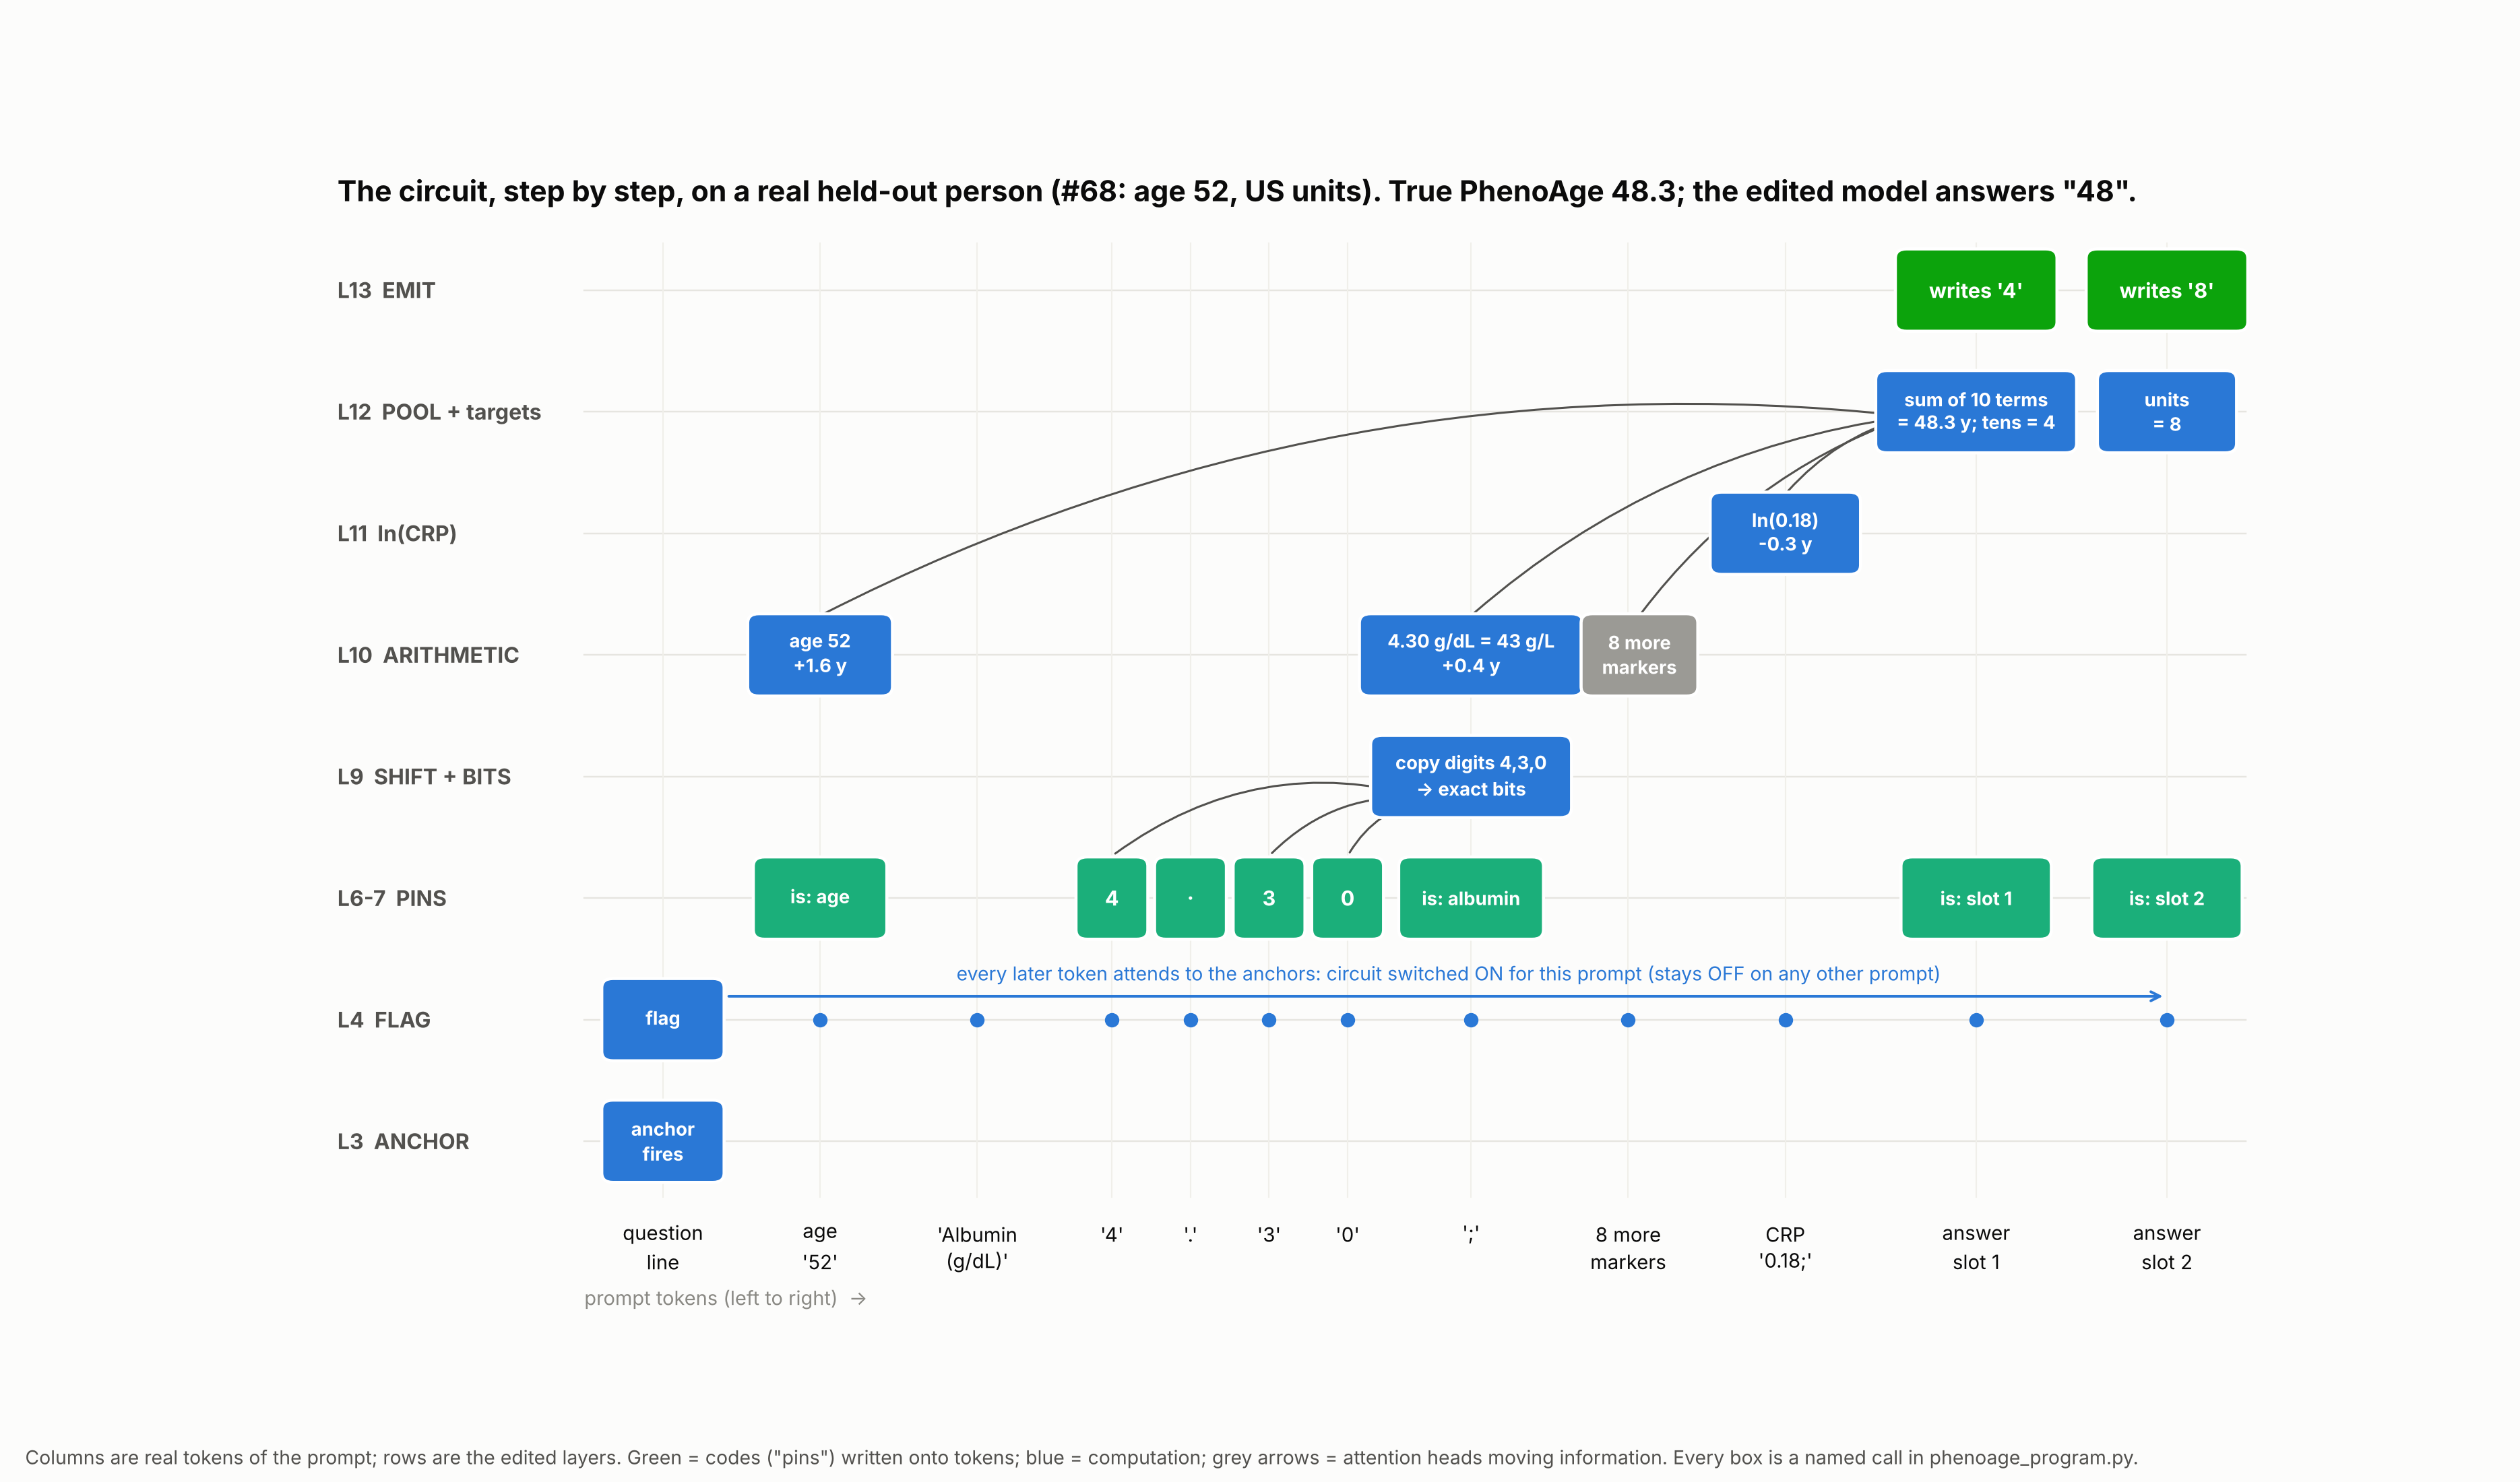 The circuit, step by step, on a real held-out person (#68: age 52, US units). True PhenoAge 48.3; the edited model answers "48".
L13 EMIT
writes '4'
writes '8'
L12 POOL + targets
sum of 10 terms
= 48.3 y; tens = 4
units
= 8
L11 ln(CRP)
ln(0.18)
-0.3 y
L10 ARITHMETIC
age 52
+1.6 y
4.30 g/dL = 43 g/L
+0.4 y
8 more
markers
L9 SHIFT + BITS
copy digits 4,3,0
→ exact bits
L6-7 PINS
is: age
4
.
3
0
is: albumin
is: slot 1
is: slot 2
every later token attends to the anchors: circuit switched ON for this prompt (stays OFF on any other prompt)
L4 FLAG
flag
L3 ANCHOR
anchor
fires
question
line
age
'52'
'Albumin
(g/dL)'
'4'
'.'
'3'
'0'
';'
8 more
markers
CRP
'0.18;'
answer
slot 1
answer
slot 2
prompt tokens (left to right) →
Columns are real tokens of the prompt; rows are the edited layers. Green = codes ("pins") written onto tokens; blue = computation; grey arrows = attention heads moving information. Every box is a named call in phenoage_program.py.